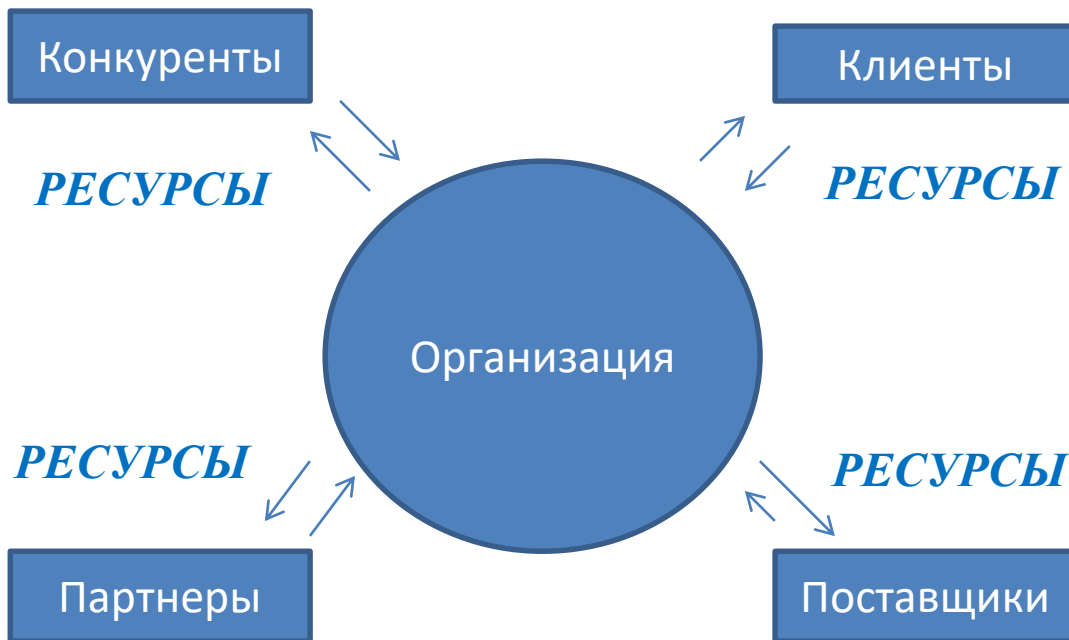 Конкуренты
Клиенты
РЕСУРСЫ
РЕСУРСЫ
Организация
РЕСУРСЫ
РЕСУРСЫ
Партнеры
Поставщики